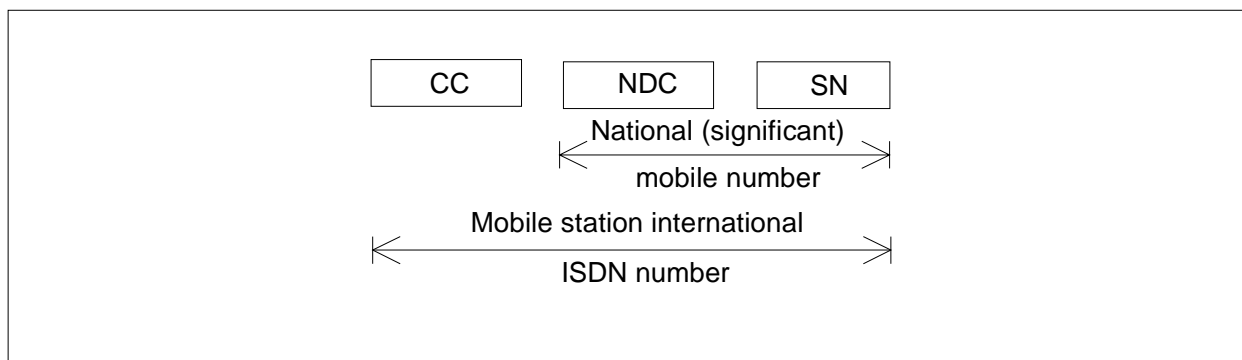 CC NDC SN
National (significant)
mobile number
Mobile station international
ISDN number